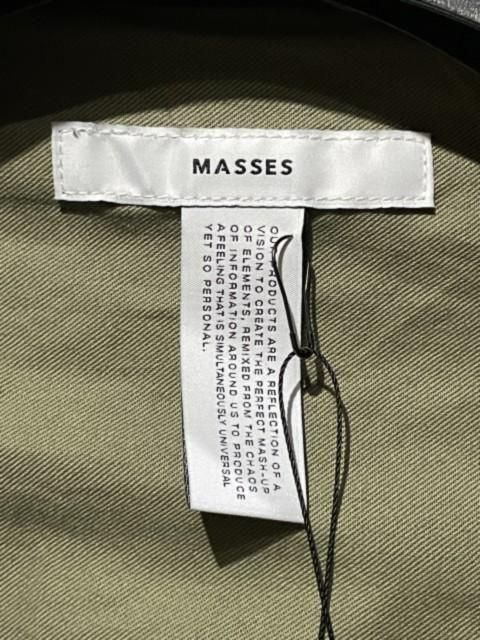 MASSES
OUR PRODUCTS ARE A REFLECTION OF A
VISION TO CREATE THE PERFECT MASH-UP
OF ELEMENTS, REMIXED FROM THE CHAOS
OF INFORMATION AROUND US TO PRODUCE
A FEELING THAT IS SIMULTANEOUSLY UNIVERSAL
YET SO PERSONAL.